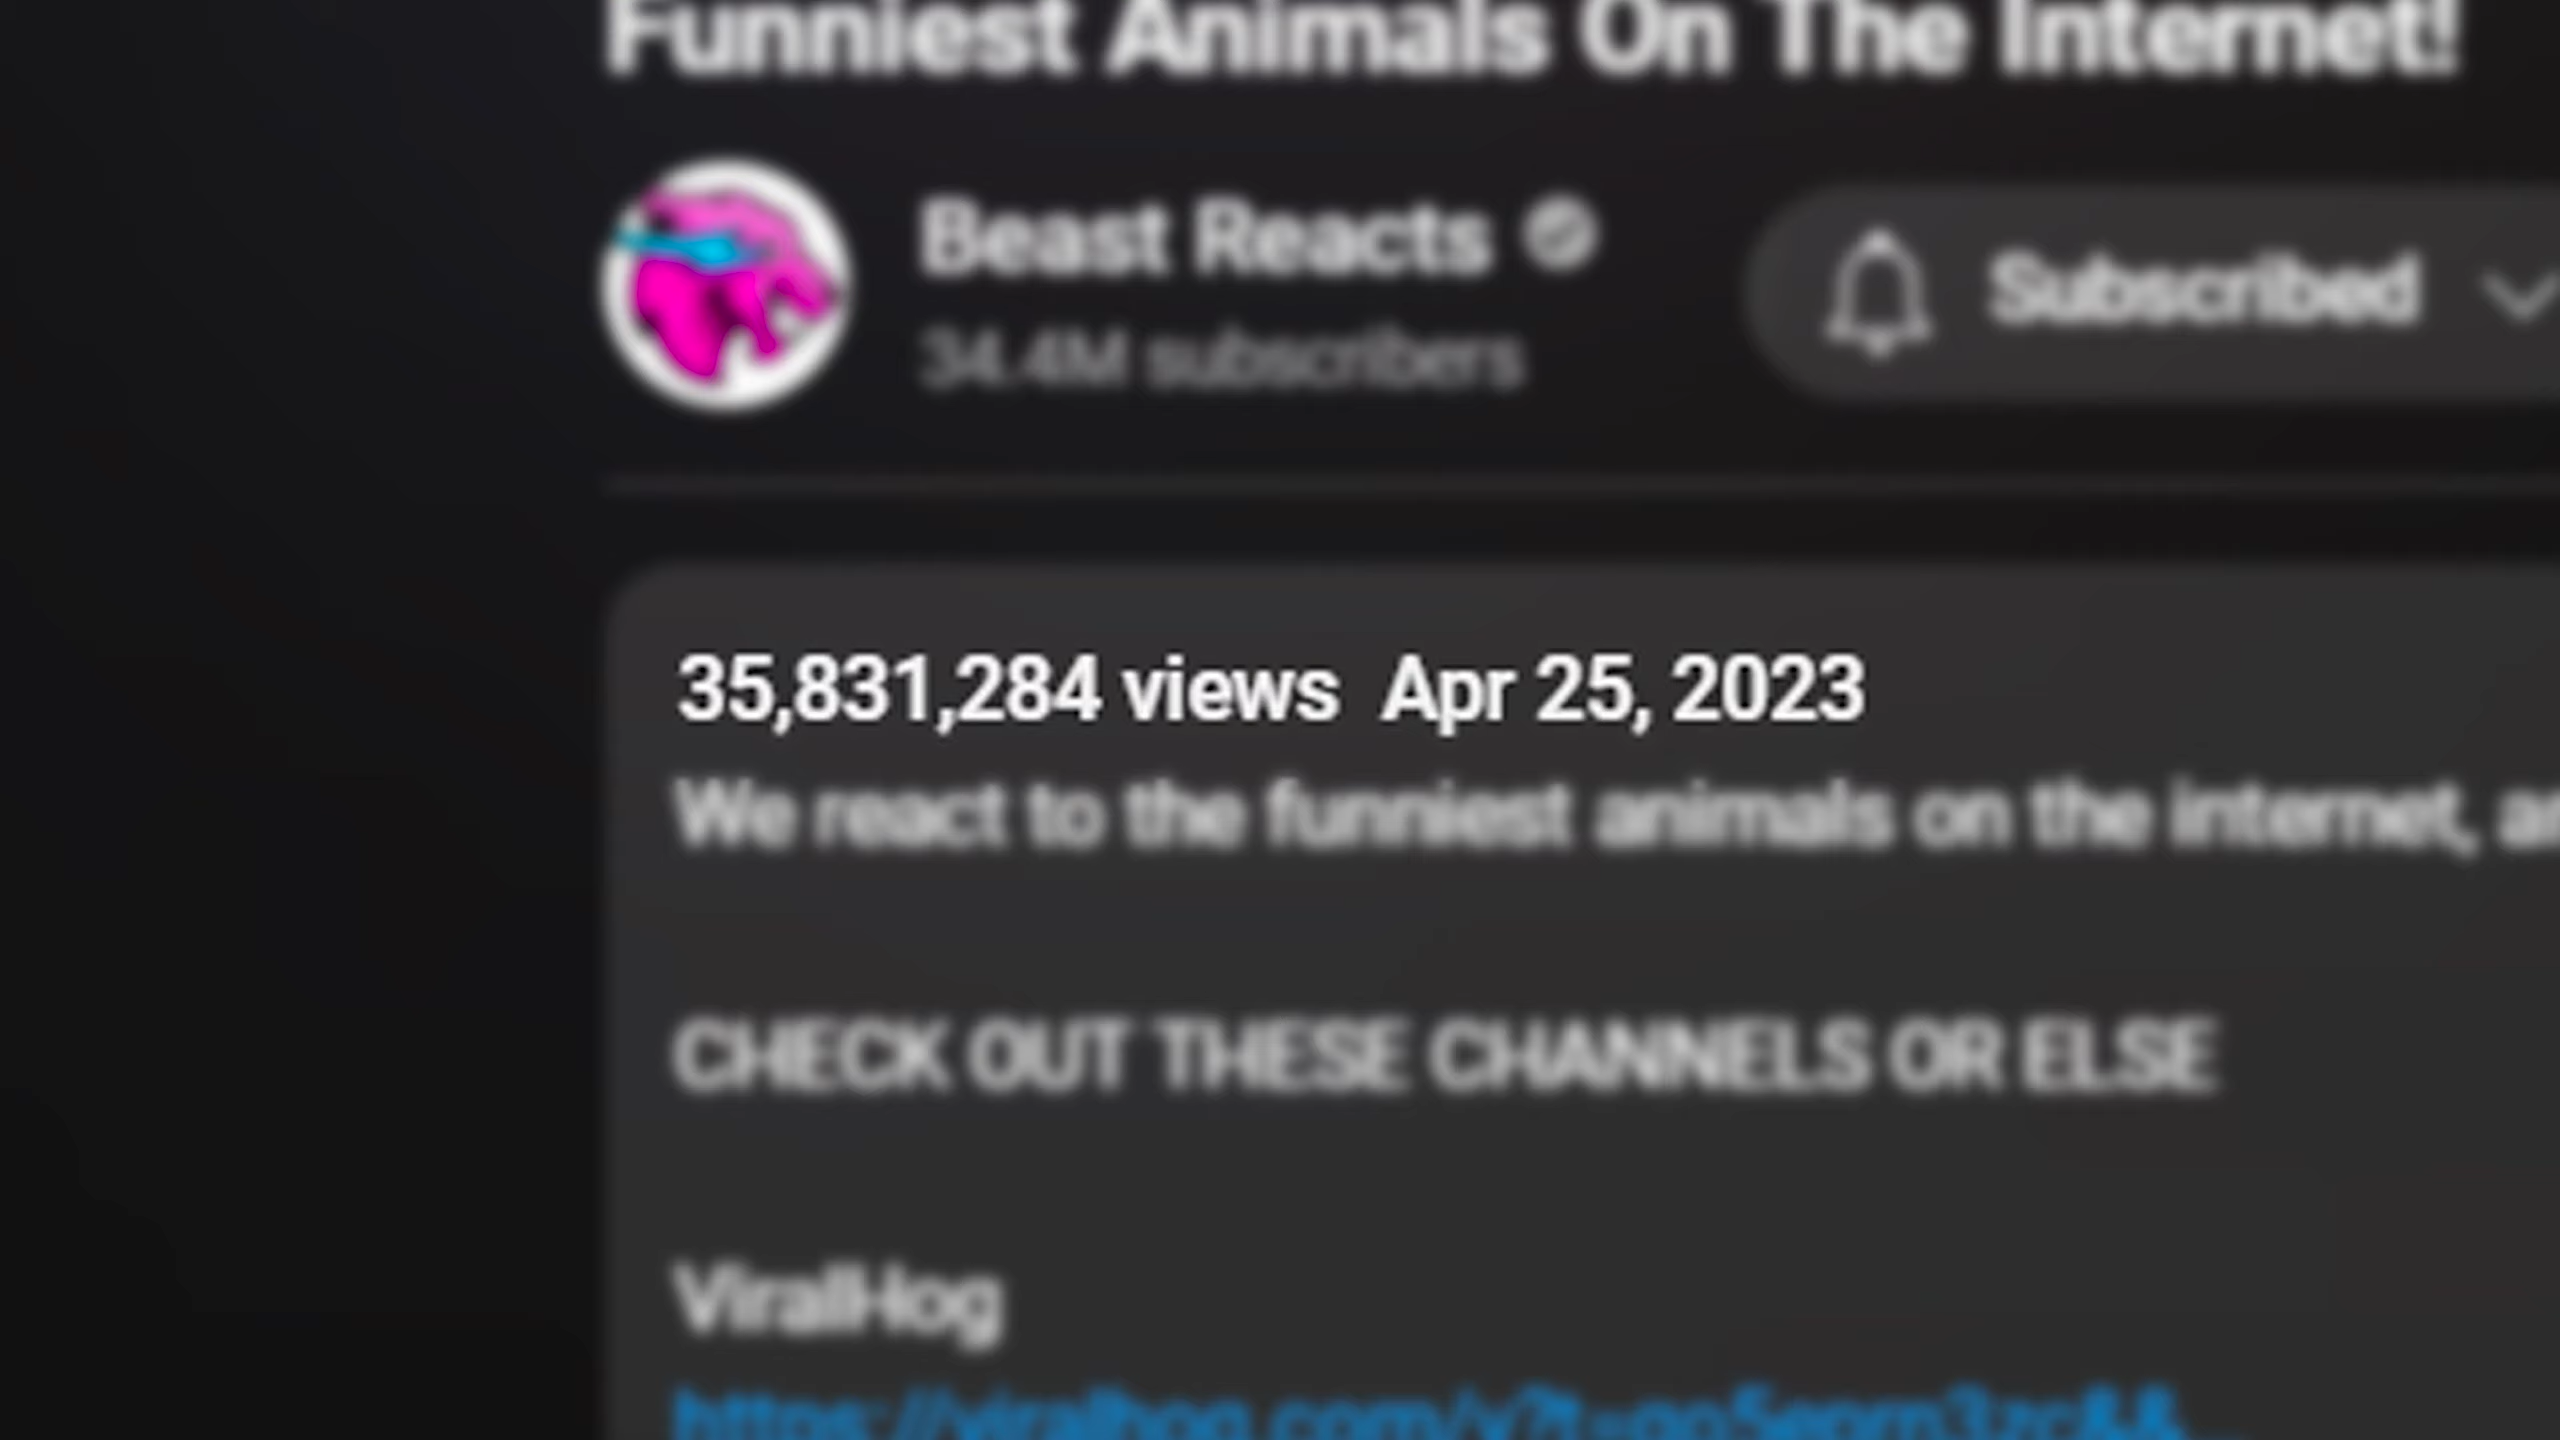 Funniest Animals On The Internet!
Beast Reacts
Subscribed
34.4M subscribers
35,831,284 views Apr 25, 2023
We react to the funniest animals on the internet,
CHECK OUT THESE CHANNELS OR ELSE
ViralHog